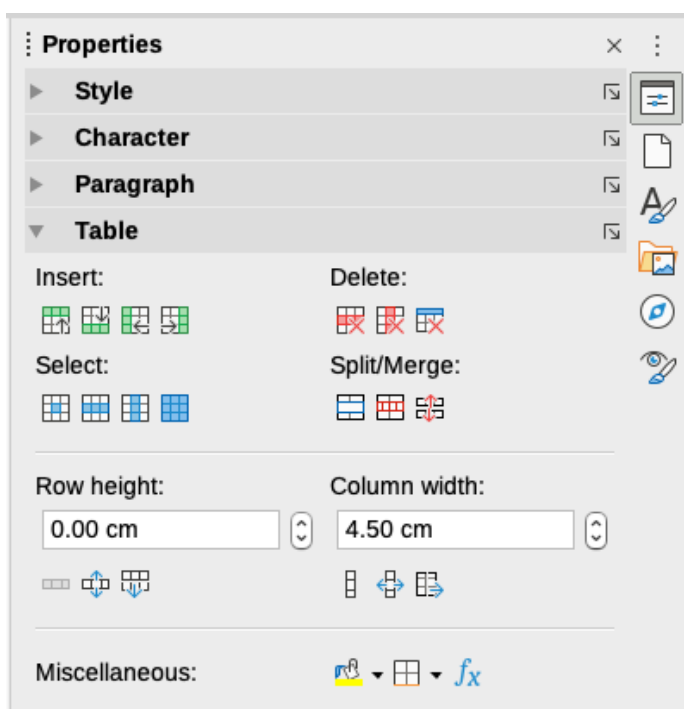 Properties
Style
Character
Paragraph
Table
Insert: Delete:
Select: Split/Merge:
Row height: Column width:
0.00 cm 4.50 cm
Miscellaneous: fx